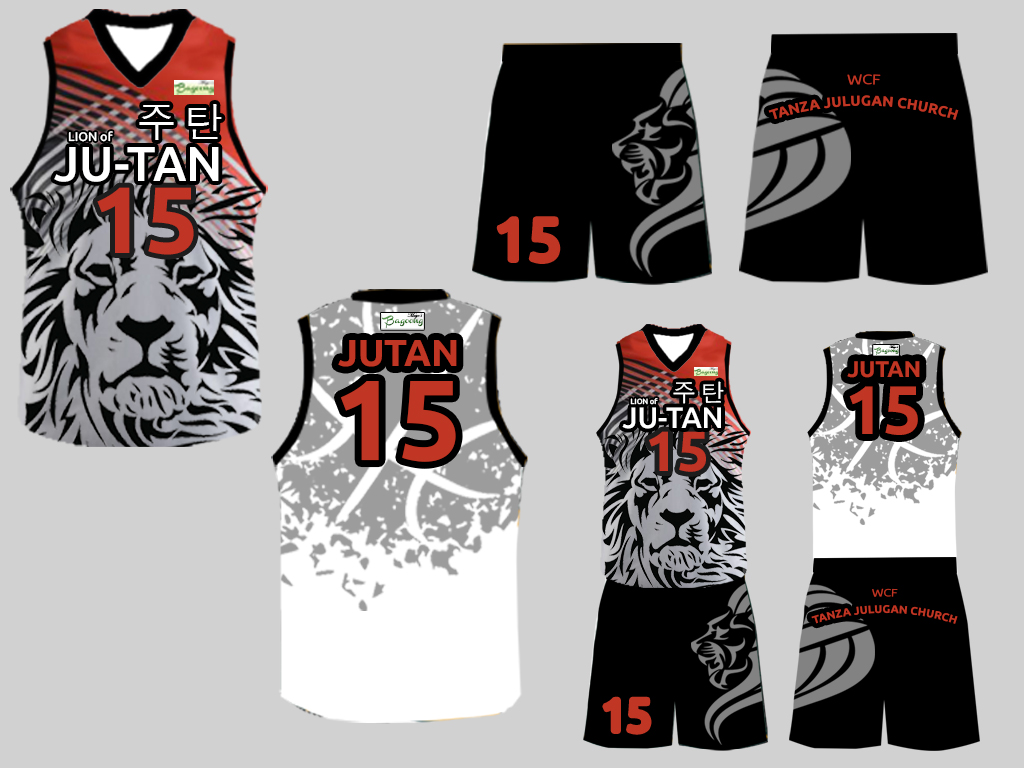 Bagoong
주 탄
LION of
JU-TAN
15
15
WCF
TANZA JULUGAN CHURCH
Bagoong
JUTAN
15
Bagoong
주 탄
LION of
JU-TAN
15
15
Bagoong
JUTAN
15
WCF
TANZA JULUGAN CHURCH